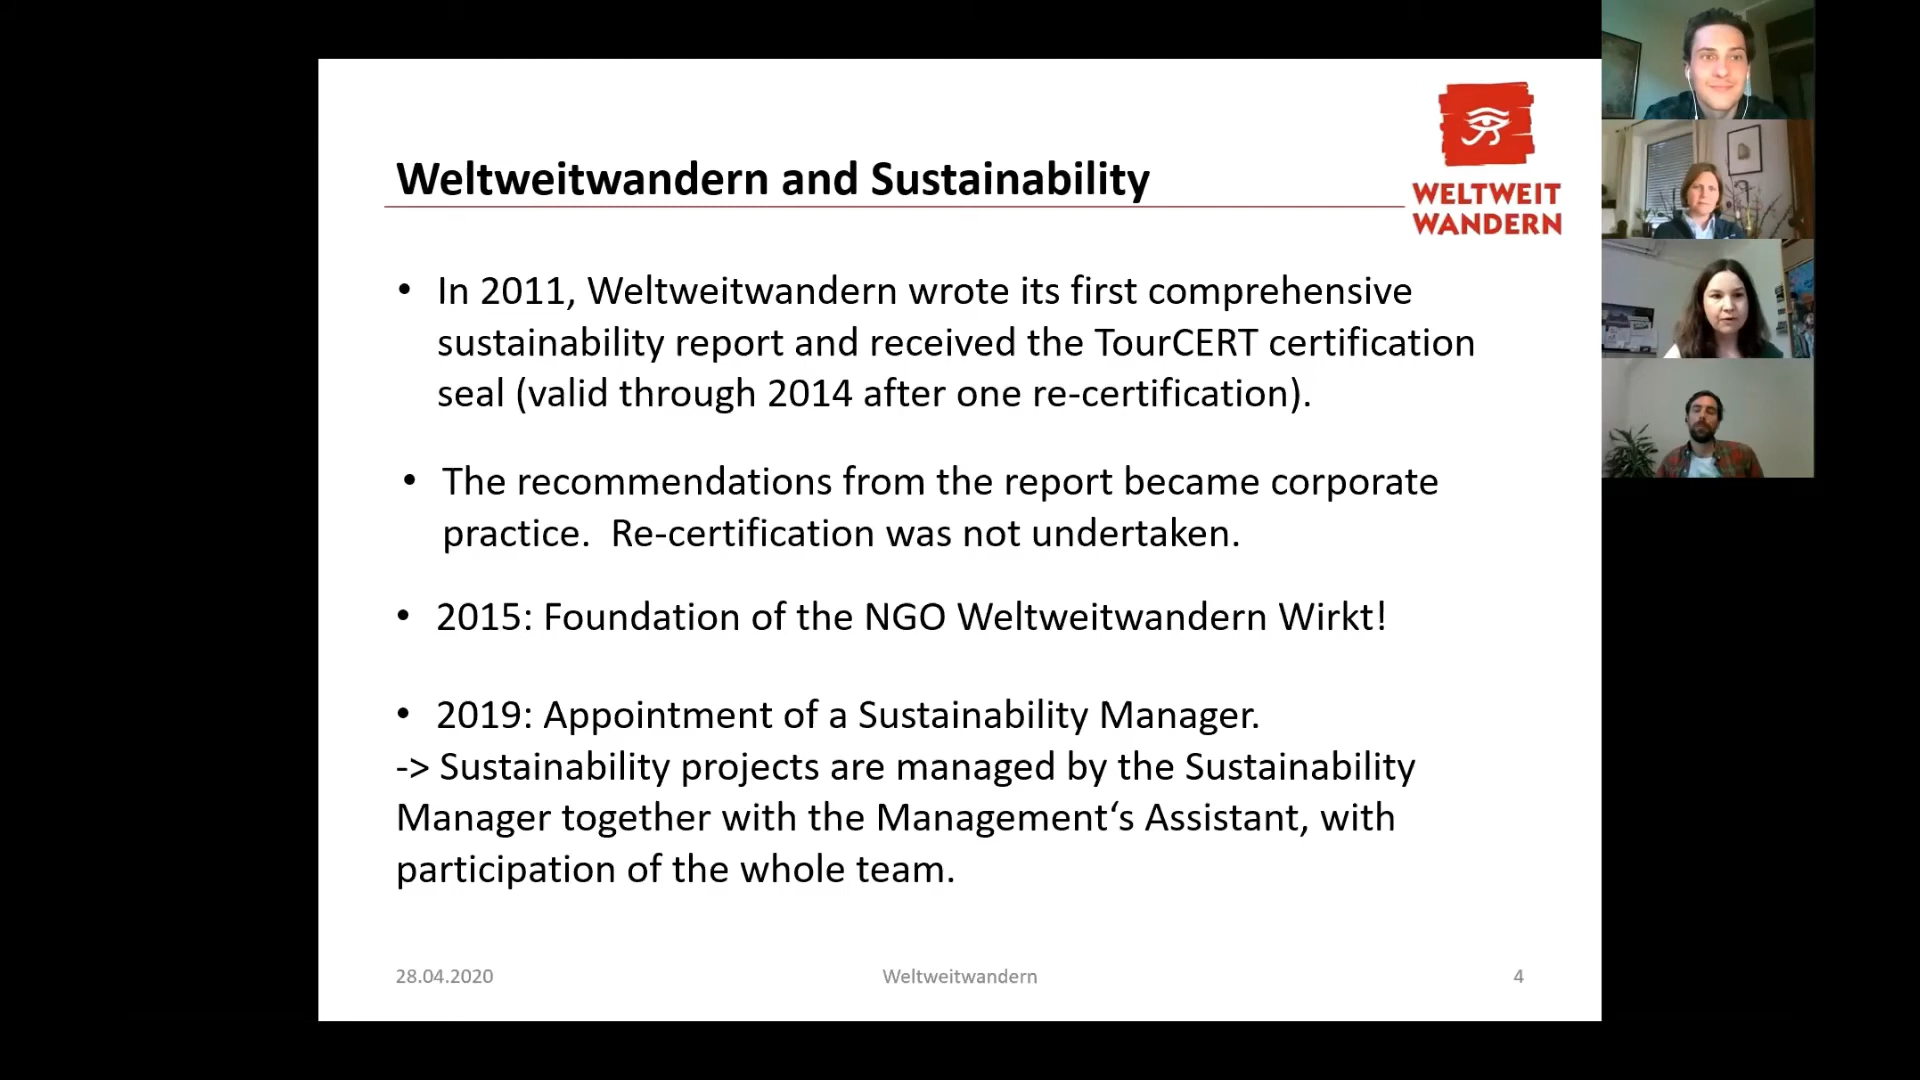 WELTWEIT
WANDERN
Weltweitwandern and Sustainability
• In 2011, Weltweitwandern wrote its first comprehensive
sustainability report and received the TourCERT certification
seal (valid through 2014 after one re-certification).
• The recommendations from the report became corporate
practice.  Re-certification was not undertaken.
• 2015: Foundation of the NGO Weltweitwandern Wirkt!
• 2019: Appointment of a Sustainability Manager.
-> Sustainability projects are managed by the Sustainability
Manager together with the Management‘s Assistant, with
participation of the whole team.
28.04.2020
Weltweitwandern
4